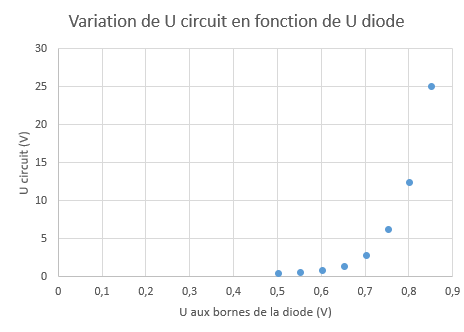 Variation de U circuit en fonction de U diode
30
25
20
15
10
5
0
U circuit (V)
0 0,1 0,2 0,3 0,4 0,5 0,6 0,7 0,8 0,9
U aux bornes de la diode (V)